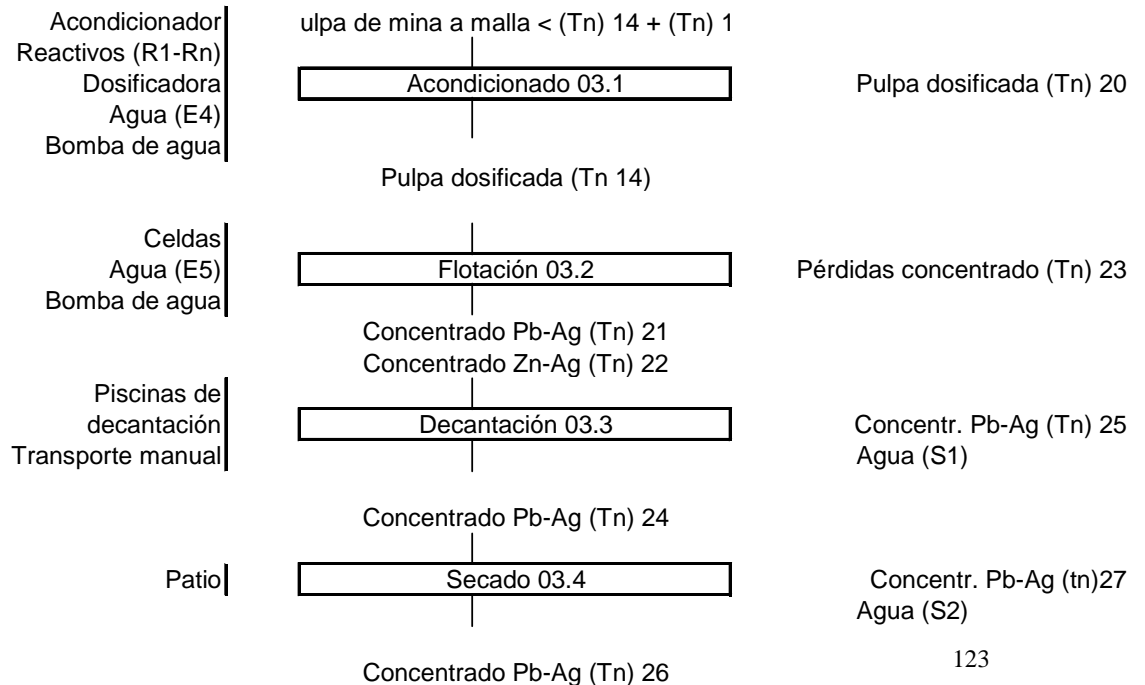 Acondicionador
Reactivos (R1-Rn)
Dosificadora
Agua (E4)
Bomba de agua
ulpa de mina a malla < (Tn) 14 + (Tn) 1
Acondicionado 03.1
Pulpa dosificada (Tn) 20
Pulpa dosificada (Tn 14)
Celdas
Agua (E5)
Bomba de agua
Flotación 03.2
Pérdidas concentrado (Tn) 23
Concentrado Pb-Ag (Tn) 21
Concentrado Zn-Ag (Tn) 22
Piscinas de
decantación
Transporte manual
Decantación 03.3
Concentr. Pb-Ag (Tn) 25
Agua (S1)
Concentrado Pb-Ag (Tn) 24
Patio
Secado 03.4
Concentr. Pb-Ag (tn)27
Agua (S2)
Concentrado Pb-Ag (Tn) 26
123